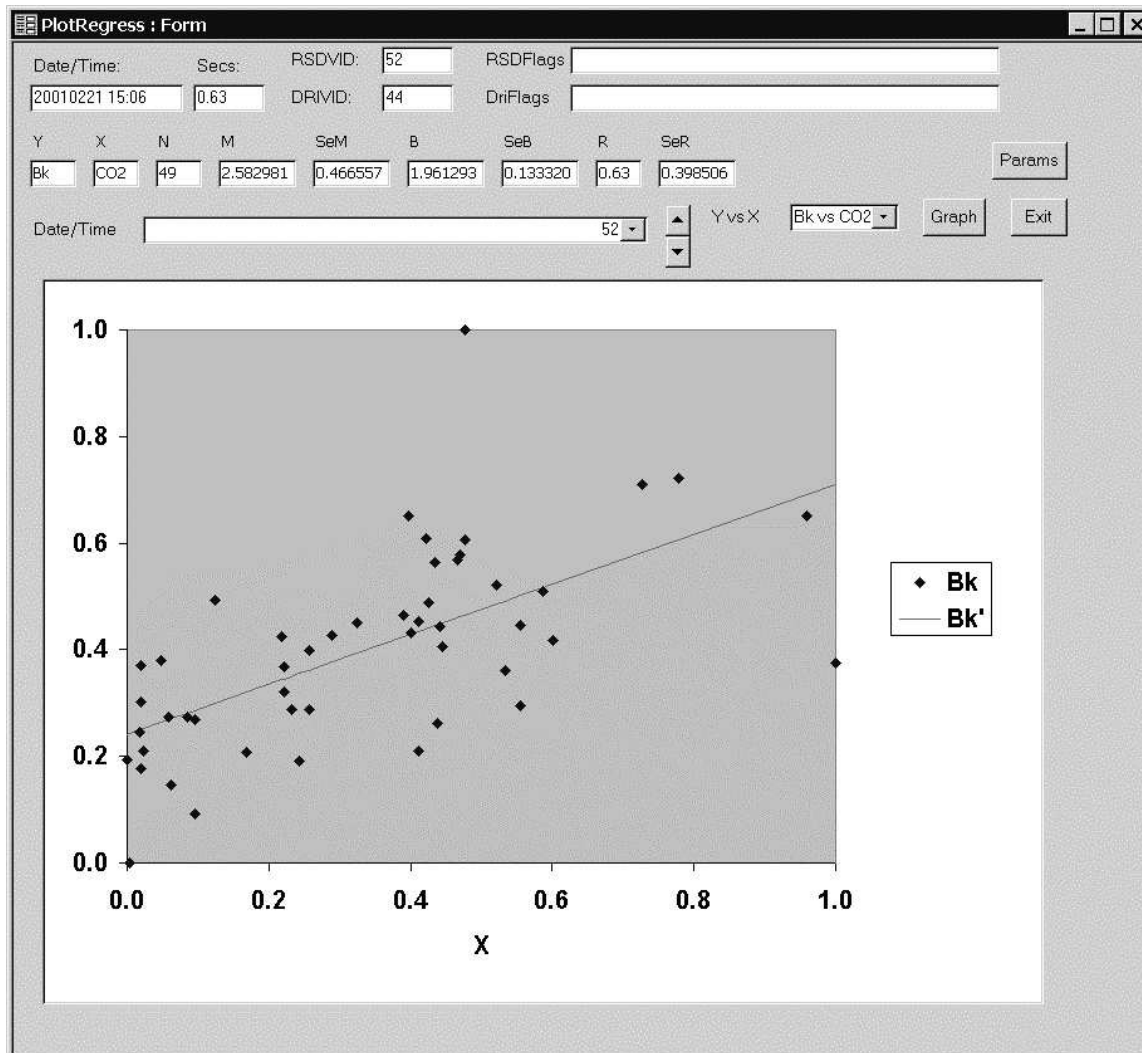 PlotRegress : Form
Date/Time: Secs: RSDVID: 52 RSDFlags
20010221 15:06 0.63 DRIVID: 44 DriFlags
Y X N M SeM B SeB R SeR
Bk CO2 49 2.582981 0.466557 1.961293 0.133320 0.63 0.398506 Params
Date/Time 52 Y vs X Bk vs CO2 Graph Exit
1.0
0.8
0.6
0.4
0.2
0.0
0.0 0.2 0.4 0.6 0.8 1.0
X
Bk
Bk'